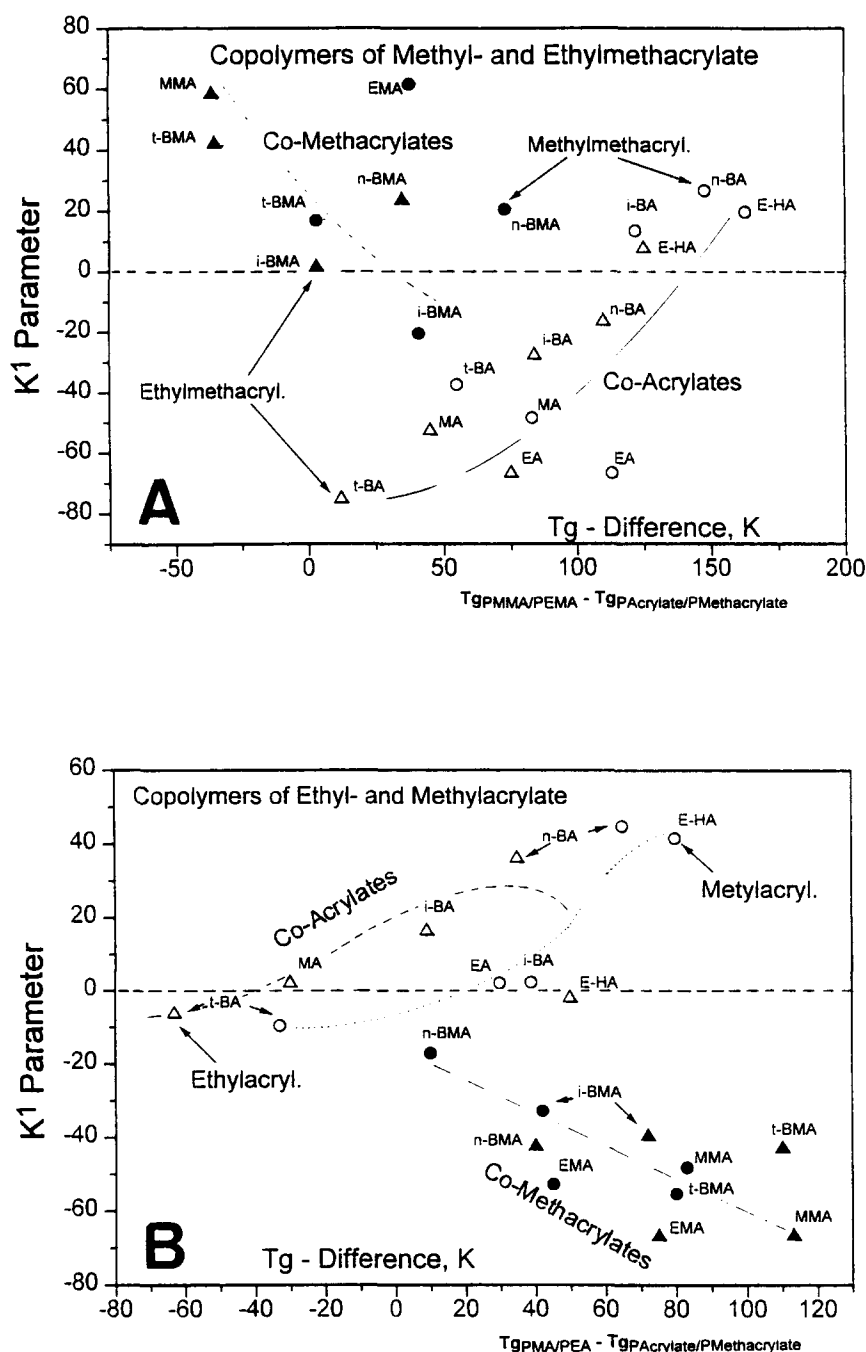 Copolymers of Methyl- and Ethylmethacrylate
80
60
40
20
0
-20
-40
-60
-80
K1 Parameter
MMA
EMA
t-BMA
Co-Methacrylates
Methylmethacryl.
n-BMA
n-BA
t-BMA
n-BMA
i-BA
E-HA
E-HA
i-BMA
i-BMA
n-BA
i-BA
t-BA
Ethylmethacryl.
Co-Acrylates
MA
MA
EA
EA
t-BA
A
Tg - Difference, K
-50 0 50 100 150 200
TgPMMA/PEMA - TgPAcrylate/PMethacrylate
60
40
20
0
-20
-40
-60
-80
K1 Parameter
Copolymers of Ethyl- and Methylacrylate
E-HA
n-BA
Metylacryl.
Co-Acrylates
i-BA
MA
EA
i-BA
E-HA
t-BA
n-BMA
Ethylacryl.
i-BMA
t-BMA
n-BMA
MMA
EMA
t-BMA
Co-Methacrylates
EMA
MMA
B
Tg - Difference, K
-80 -60 -40 -20 0 20 40 60 80 100 120
TgPMA/PEA - TgPAcrylate/PMethacrylate